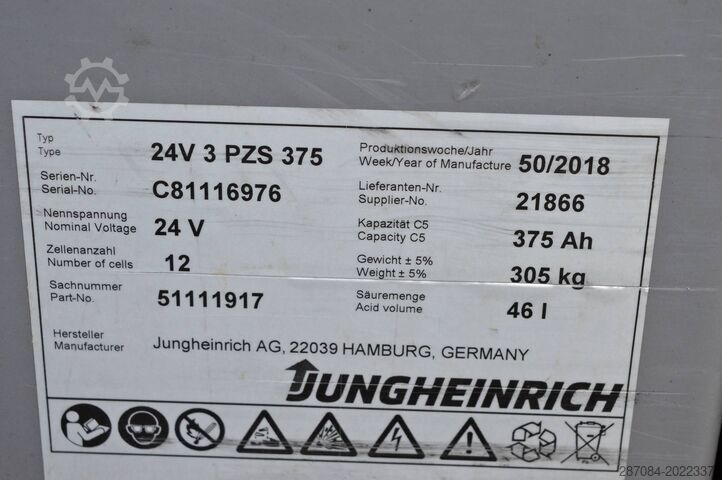 Typ
Type
24V 3 PZS 375
Produktionswoche/Jahr
Week/Year of Manufacture
50/2018
Serien-Nr.
Serial-No.
C81116976
Lieferanten-Nr.
Supplier-No.
21866
Nennspannung
Nominal Voltage
24 V
Kapazität C5
Capacity C5
375 Ah
Zellenanzahl
Number of cells
12
Gewicht ± 5%
Weight ± 5%
305 kg
Sachnummer
Part-No.
51111917
Säuremenge
Acid volume
46 l
Hersteller
Manufacturer
Jungheinrich AG, 22039 HAMBURG, GERMANY
JUNGHEINRICH
287084-2022337